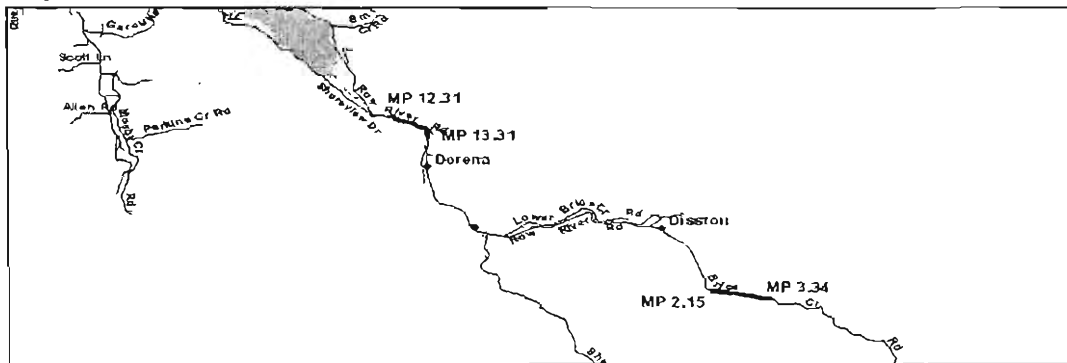 Scott Ln
Allen Rd
Mosby Cr
Rd
Perkins Cr Rd
Shoreview Dr
Row
River
Rd
MP 12.31
MP 13.31
Dorena
Lower
Brice Cr
Rd
Row
River
Rd
Disston
Brice
Cr
Rd
MP 2.15
MP 3.34